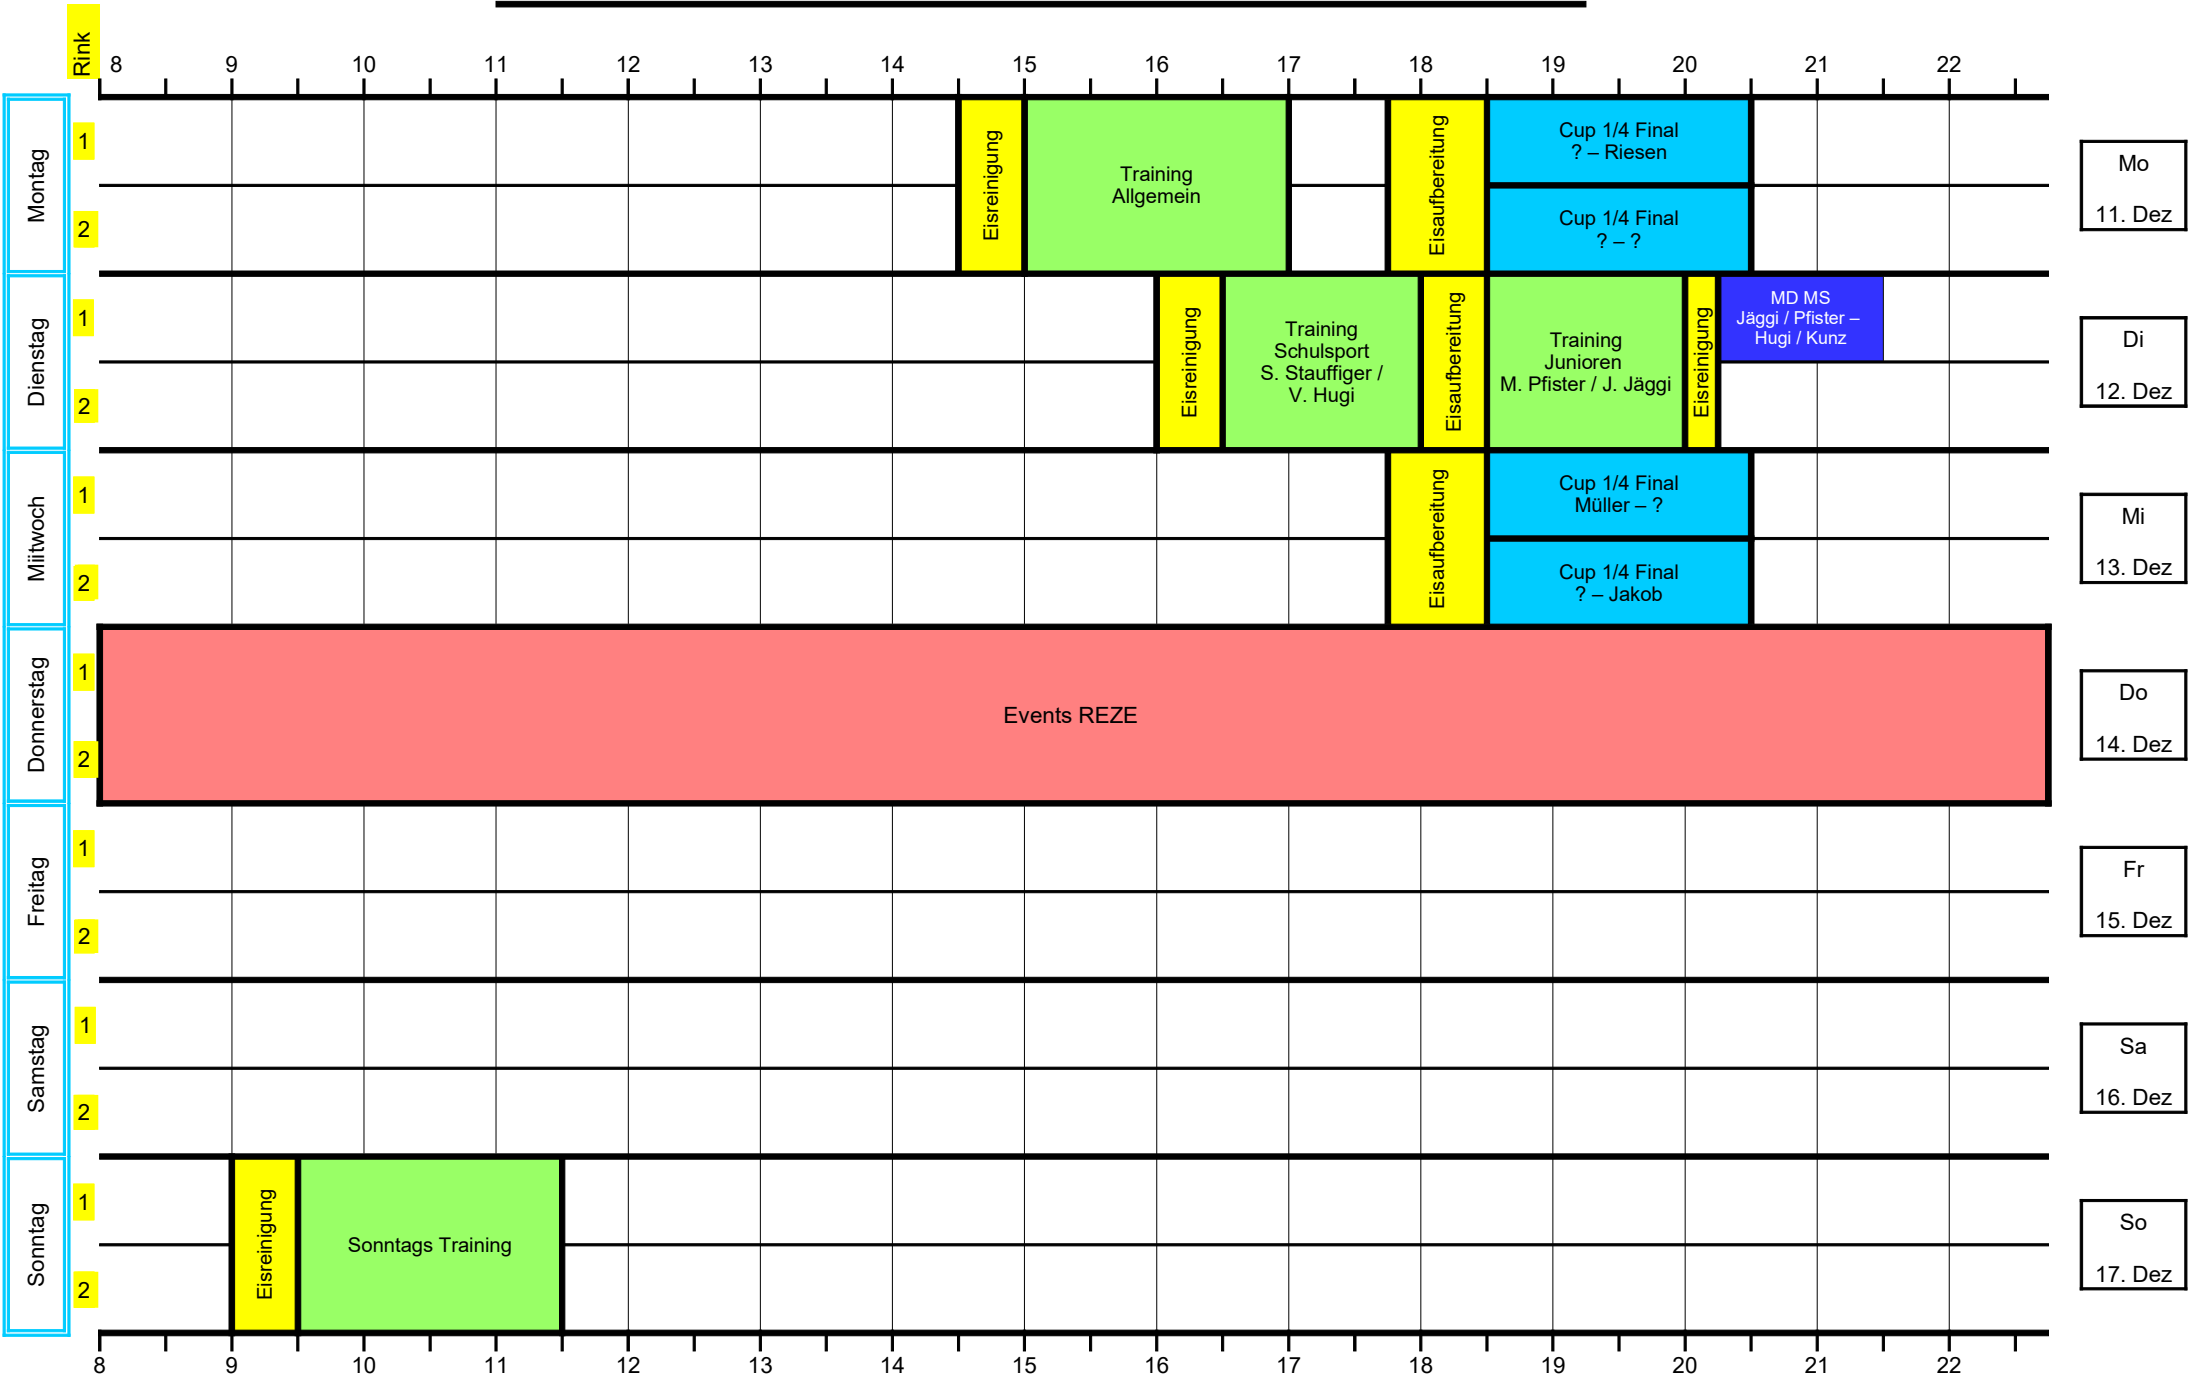 Rink
8 9 10 11 12 13 14 15 16 17 18 19 20 21 22
Montag
1
2
Eisreinigung
Training
Allgemein
Eisaufbereitung
Cup 1/4 Final
? – Riesen
Cup 1/4 Final
? – ?
Mo
11. Dez
Dienstag
1
2
Eisreinigung
Training
Schulsport
S. Stauffiger /
V. Hugi
Eisaufbereitung
Training
Junioren
M. Pfister / J. Jäggi
Eisreinigung
MD MS
Jäggi / Pfister –
Hugi / Kunz
Di
12. Dez
Mittwoch
1
2
Eisaufbereitung
Cup 1/4 Final
Müller – ?
Cup 1/4 Final
? – Jakob
Mi
13. Dez
Donnerstag
1
2
Events REZE
Do
14. Dez
Freitag
1
2
Fr
15. Dez
Samstag
1
2
Sa
16. Dez
Sonntag
1
2
Eisreinigung
Sonntags Training
So
17. Dez
8 9 10 11 12 13 14 15 16 17 18 19 20 21 22